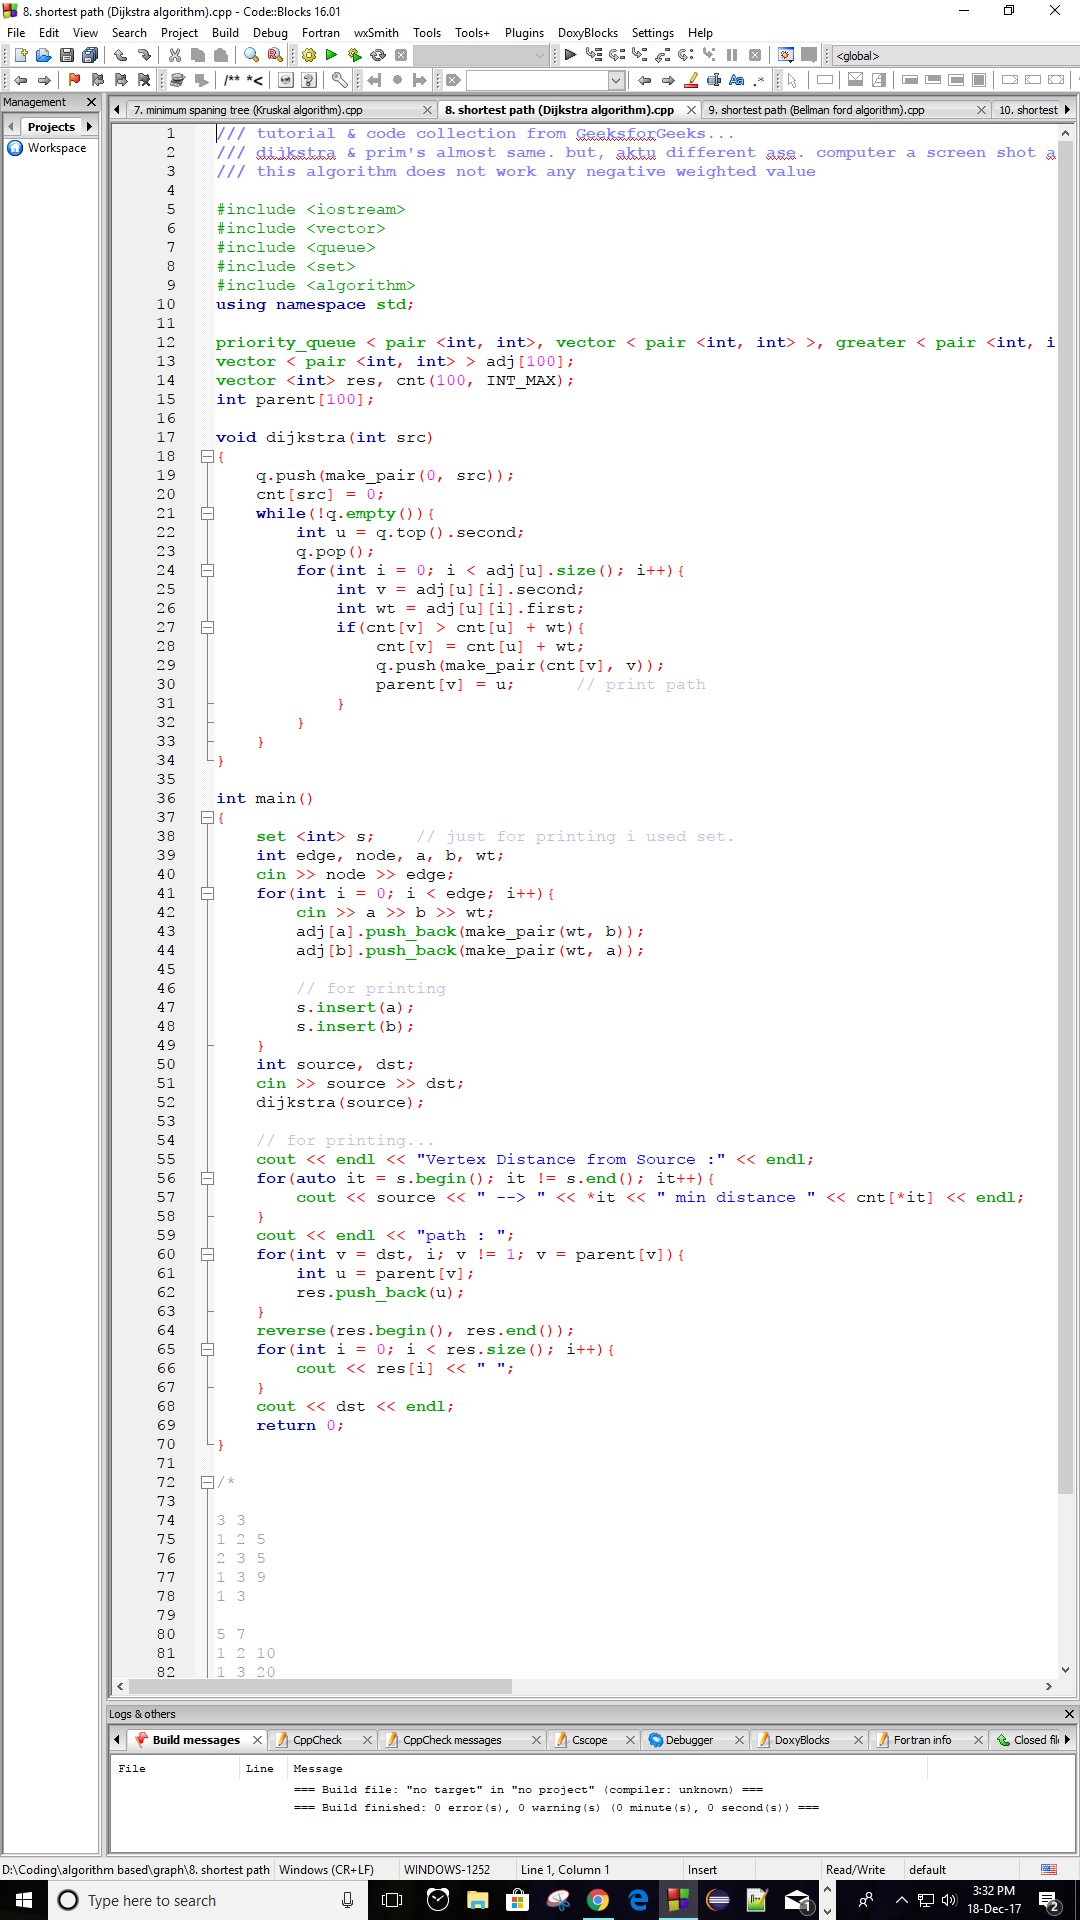 8. shortest path (Dijkstra algorithm).cpp - Code::Blocks 16.01
File Edit View Search Project Build Debug Fortran wxSmith Tools Tools+ Plugins DoxyBlocks Settings Help
<global>
/** *<
Management
7. minimum spaning tree (Kruskal algorithm).cpp 8. shortest path (Dijkstra algorithm).cpp 9. shortest path (Bellman ford algorithm).cpp 10. shortest
Projects
Workspace
1 /// tutorial & code collection from GeeksforGeeks...
2 /// dijkstra & prim's almost same. but, aktu different ase. computer a screen shot a
3 /// this algorithm does not work any negative weighted value
4
5 #include <iostream>
6 #include <vector>
7 #include <queue>
8 #include <set>
9 #include <algorithm>
10 using namespace std;
11
12 priority_queue < pair <int, int>, vector < pair <int, int> >, greater < pair <int, i
13 vector < pair <int, int> > adj[100];
14 vector <int> res, cnt(100, INT_MAX);
15 int parent[100];
16
17 void dijkstra(int src)
18 {
19 q.push(make_pair(0, src));
20 cnt[src] = 0;
21 while(!q.empty()){
22 int u = q.top().second;
23 q.pop();
24 for(int i = 0; i < adj[u].size(); i++){
25 int v = adj[u][i].second;
26 int wt = adj[u][i].first;
27 if(cnt[v] > cnt[u] + wt){
28 cnt[v] = cnt[u] + wt;
29 q.push(make_pair(cnt[v], v));
30 parent[v] = u; // print path
31 }
32 }
33 }
34 }
35
36 int main()
37 {
38 set <int> s; // just for printing i used set.
39 int edge, node, a, b, wt;
40 cin >> node >> edge;
41 for(int i = 0; i < edge; i++){
42 cin >> a >> b >> wt;
43 adj[a].push_back(make_pair(wt, b));
44 adj[b].push_back(make_pair(wt, a));
45
46 // for printing
47 s.insert(a);
48 s.insert(b);
49 }
50 int source, dst;
51 cin >> source >> dst;
52 dijkstra(source);
53
54 // for printing...
55 cout << endl << "Vertex Distance from Source :" << endl;
56 for(auto it = s.begin(); it != s.end(); it++){
57 cout << source << " --> " << *it << " min distance " << cnt[*it] << endl;
58 }
59 cout << endl << "path : ";
60 for(int v = dst, i; v != 1; v = parent[v]){
61 int u = parent[v];
62 res.push_back(u);
63 }
64 reverse(res.begin(), res.end());
65 for(int i = 0; i < res.size(); i++){
66 cout << res[i] << " ";
67 }
68 cout << dst << endl;
69 return 0;
70 }
71
72 /*
73
74 3 3
75 1 2 5
76 2 3 5
77 1 3 9
78 1 3
79
80 5 7
81 1 2 10
82 1 3 20
Logs & others
Build messages CppCheck CppCheck messages Cscope Debugger DoxyBlocks Fortran info Closed file
File Line Message
=== Build file: "no target" in "no project" (compiler: unknown) ===
=== Build finished: 0 error(s), 0 warning(s) (0 minute(s), 0 second(s)) ===
D:\Coding\algorithm based\graph\8. shortest path Windows (CR+LF) WINDOWS-1252 Line 1, Column 1 Insert Read/Write default
Type here to search
3:32 PM
18-Dec-17
1
2